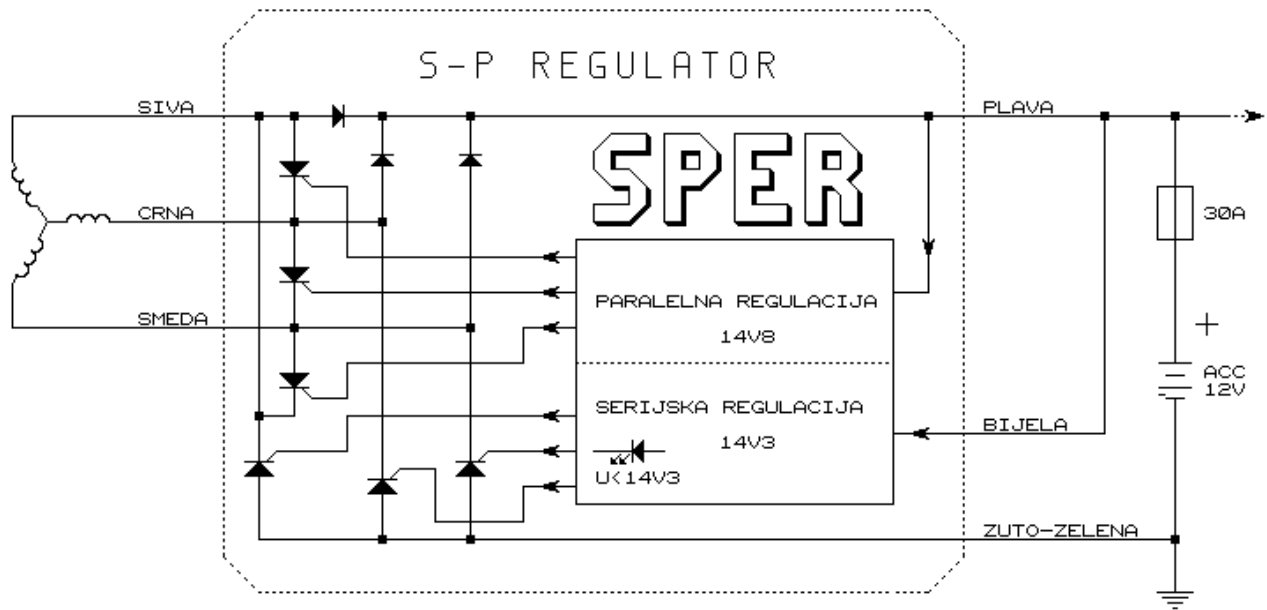 S-P REGULATOR
SIVA
PLAVA
SPER
CRNA
30A
PARALELNA REGULACIJA
14V8
SMEDA
+
ACC
12V
SERIJSKA REGULACIJA
14V3
BIJELA
U<14V3
ZUTO-ZELENA